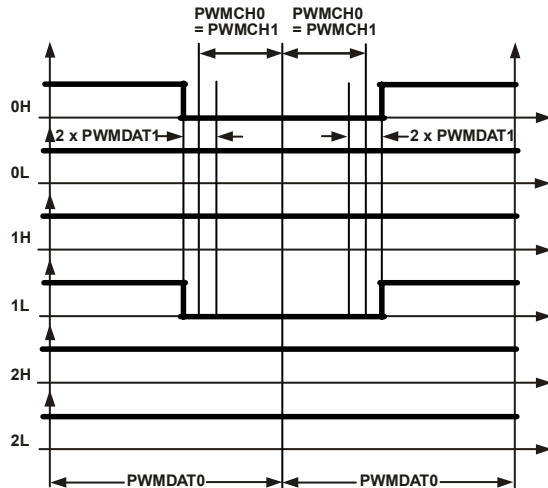 PWMCH0 PWMCH0
= PWMCH1 = PWMCH1
0H
2 x PWMDAT1 2 x PWMDAT1
0L
1H
1L
2H
2L
PWMDAT0 PWMDAT0